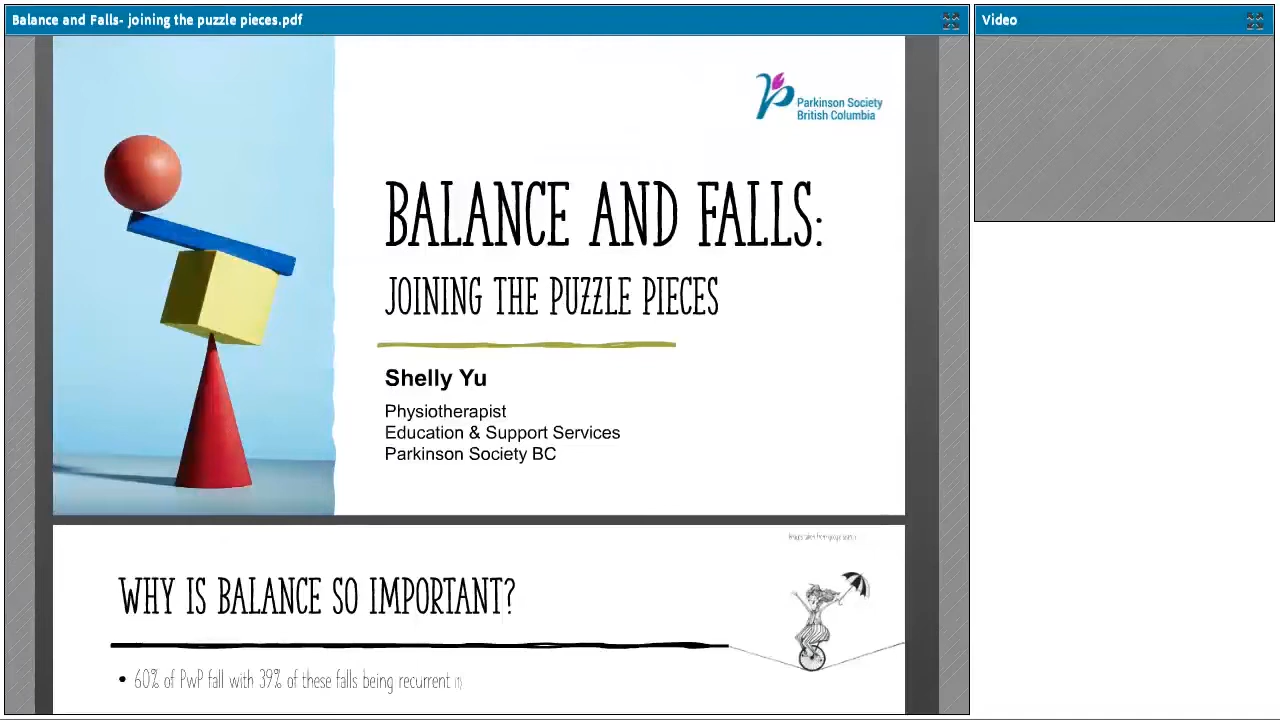 Balance and Falls- joining the puzzle pieces.pdf
Video
Parkinson Society
British Columbia
BALANCE AND FALLS:
JOINING THE PUZZLE PIECES
Shelly Yu
Physiotherapist
Education & Support Services
Parkinson Society BC
WHY IS BALANCE SO IMPORTANT?
• 60% of PwP fall with 39% of these falls being recurrent (1)